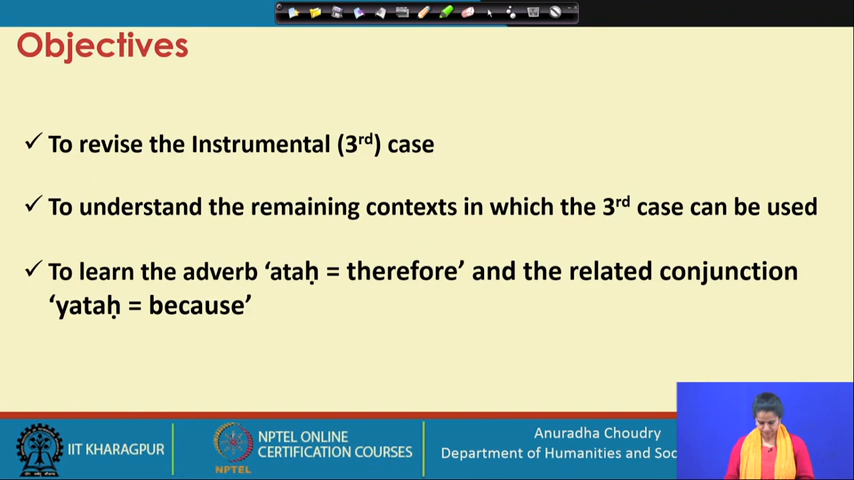 Objectives
✓ To revise the Instrumental (3rd) case
✓ To understand the remaining contexts in which the 3rd case can be used
✓ To learn the adverb ‘ataḥ = therefore’ and the related conjunction
‘yataḥ = because’
IIT KHARAGPUR
NPTEL
NPTEL ONLINE
CERTIFICATION COURSES
Anuradha Choudry
Department of Humanities and Soc